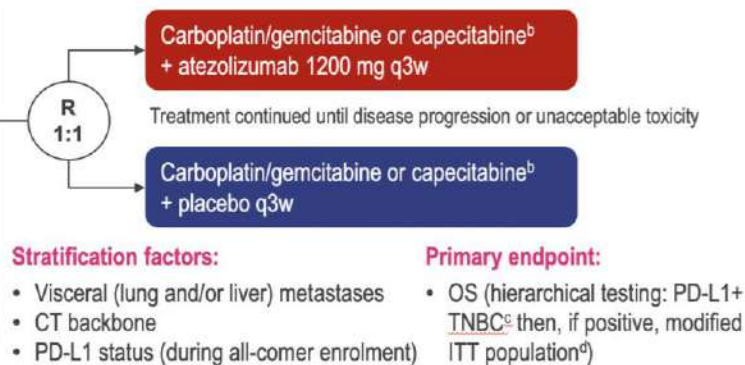 Carboplatin/gemcitabine or capecitabineᵇ
+ atezolizumab 1200 mg q3w
R
1:1
Treatment continued until disease progression or unacceptable toxicity
Carboplatin/gemcitabine or capecitabineᵇ
+ placebo q3w
Stratification factors:
• Visceral (lung and/or liver) metastases
• CT backbone
• PD-L1 status (during all-comer enrolment)
Primary endpoint:
• OS (hierarchical testing: PD-L1+
TNBCᶜ then, if positive, modified
ITT populationᵈ)